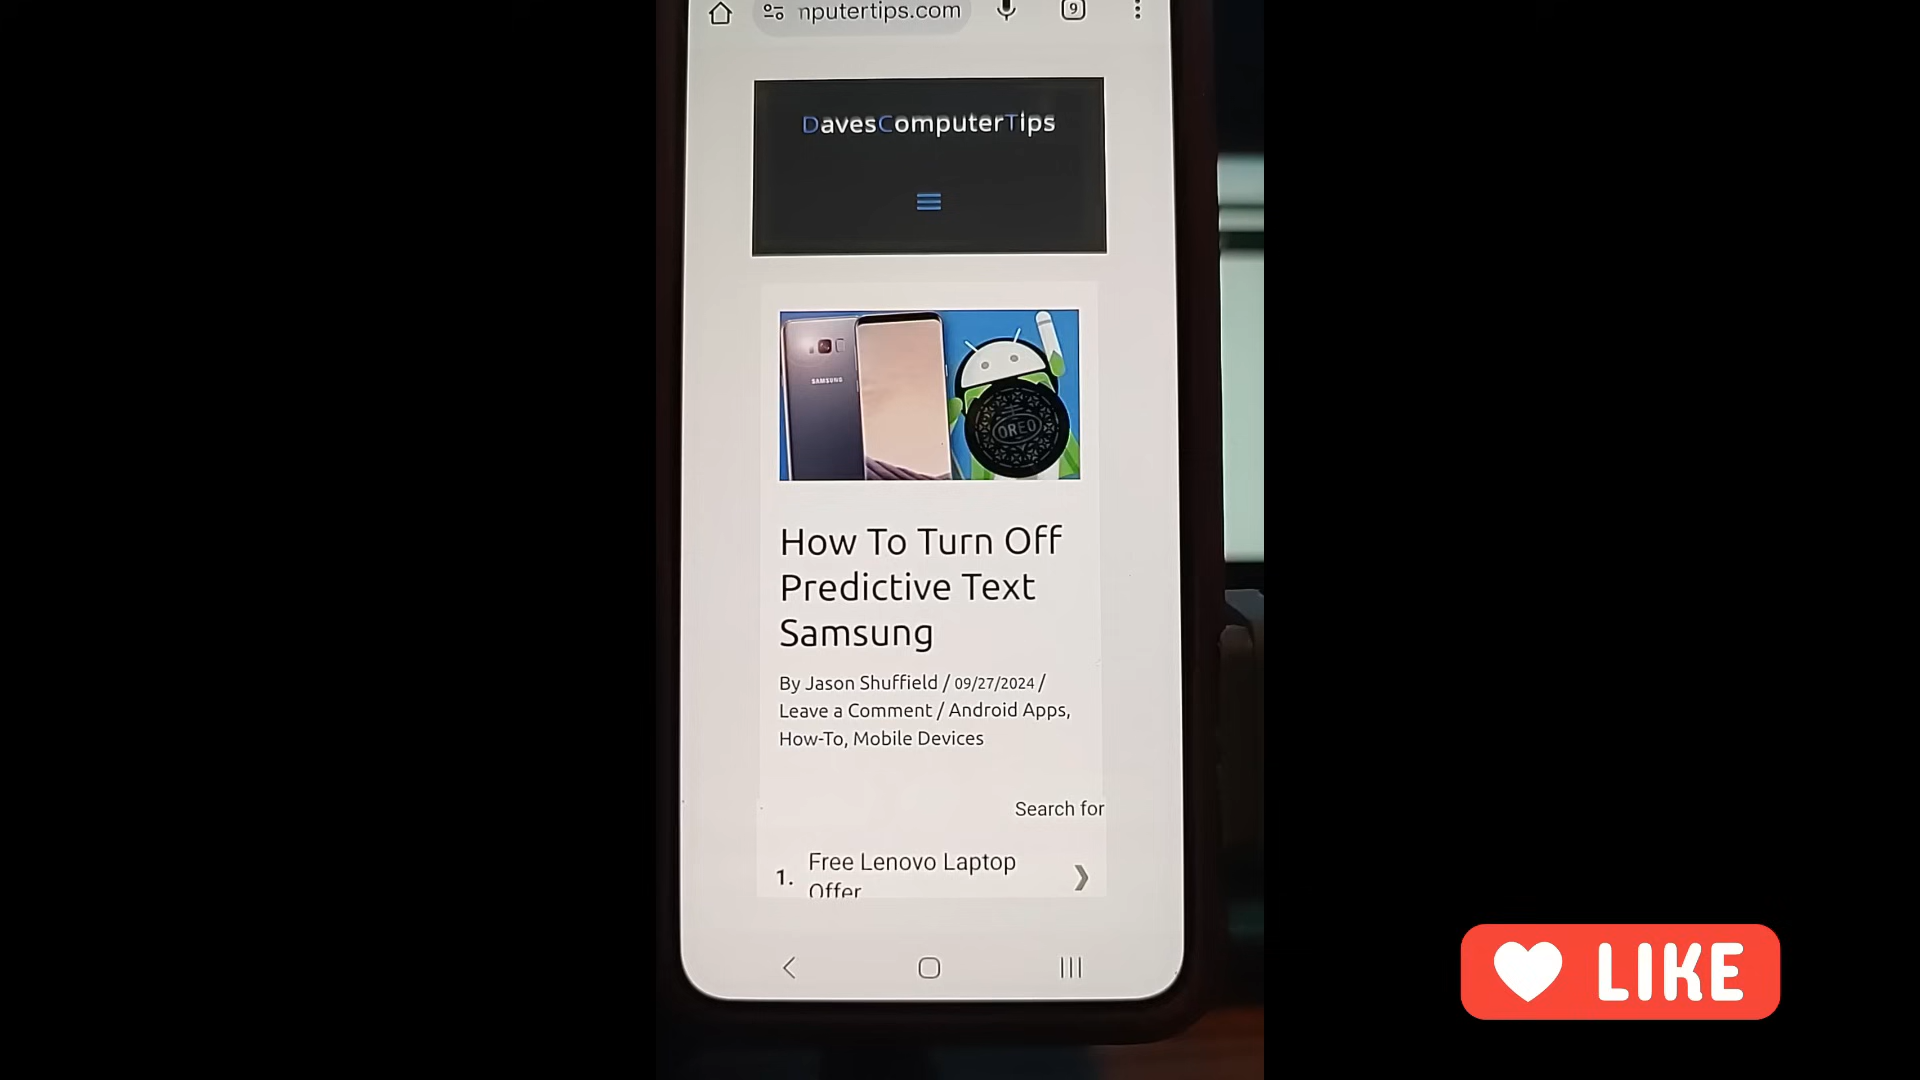 nputertips.com
9
DavesComputerTips
SAMSUNG
OREO
How To Turn Off
Predictive Text
Samsung
By Jason Shuffield / 09/27/2024 /
Leave a Comment / Android Apps,
How-To, Mobile Devices
Search for
1. Free Lenovo Laptop
Offer
LIKE